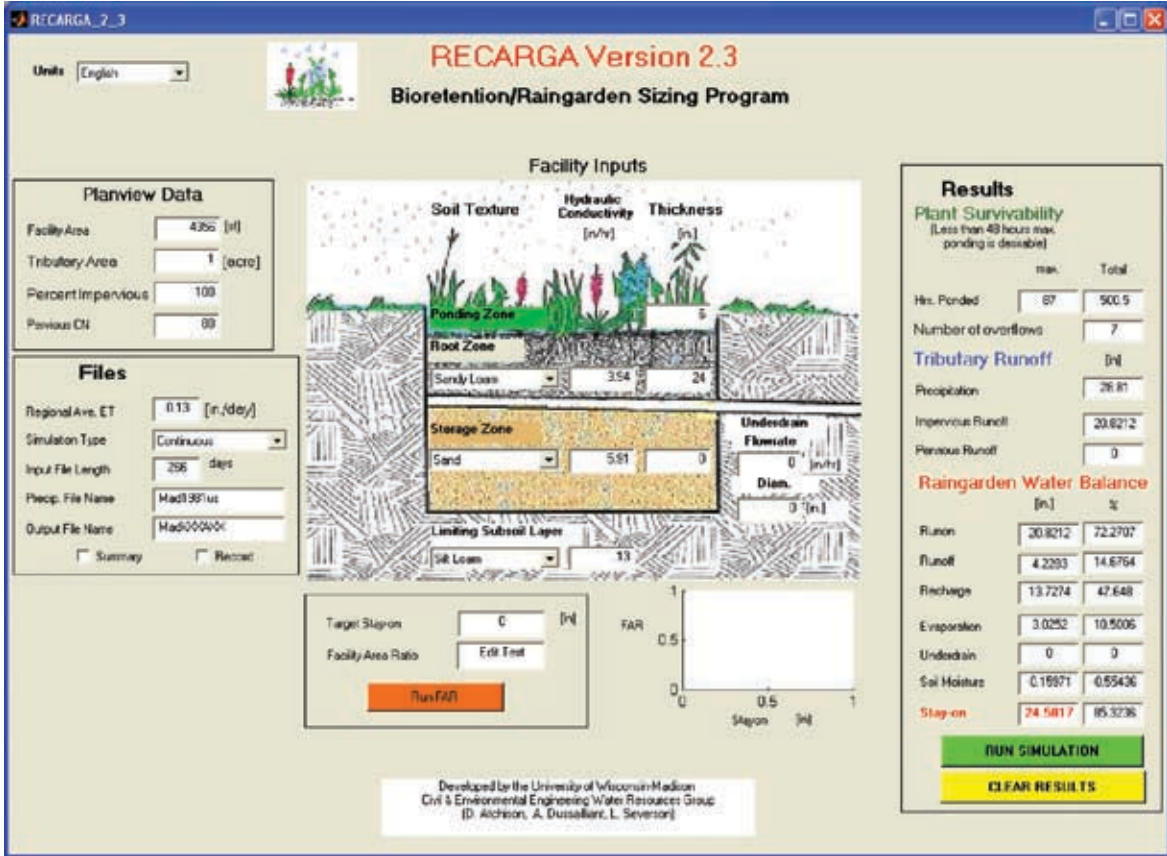 RECARGA_2_3
Units English
RECARGA Version 2.3
Bioretention/Raingarden Sizing Program
Planview Data
Facility Area 4356 [sf]
Tributary Area 1 [acre]
Percent Impervious 100
Pervious CN 80
Files
Regional Ave. ET 0.13 [in./day]
Simulation Type Continuous
Input File Length days
Precip. File Name Mad1981us
Output File Name
Summary Record
Facility Inputs
Soil Texture Hydraulic Conductivity Thickness
[in/hr] [in.]
Ponding Zone 6
Root Zone
Sandy Loam 3.94 24
Storage Zone
Sand 5.91 0
Underdrain
Flowrate
0 [in/hr]
Diam.
0 [in.]
Limiting Subsoil Layer
Silt Loam .13
Target Stay-on 0 [in]
Facility Area Ratio Edit Text
Run FAR
FAR
1
0.5
0
0 0.5 1
Stayon [in]
Developed by the University of Wisconsin-Madison
Civil & Environmental Engineering Water Resources Group
(D. Atchison, A. Dussaillant, L. Severson)
Results
Plant Survivability
(Less than 48 hours max.
ponding is desirable)
max. Total
Hrs. Ponded 87 500.5
Number of overflows 7
Tributary Runoff [in]
Precipitation 28.81
Impervious Runoff 20.8212
Pervious Runoff 0
Raingarden Water Balance
[in.] %
Runon 20.8212 72.2707
Runoff 4.2283 14.6764
Recharge 13.7274 47.648
Evaporation 3.0252 10.5006
Underdrain 0 0
Soil Moisture 0.15971 0.55436
Stay-on 24.5817 85.3236
RUN SIMULATION
CLEAR RESULTS